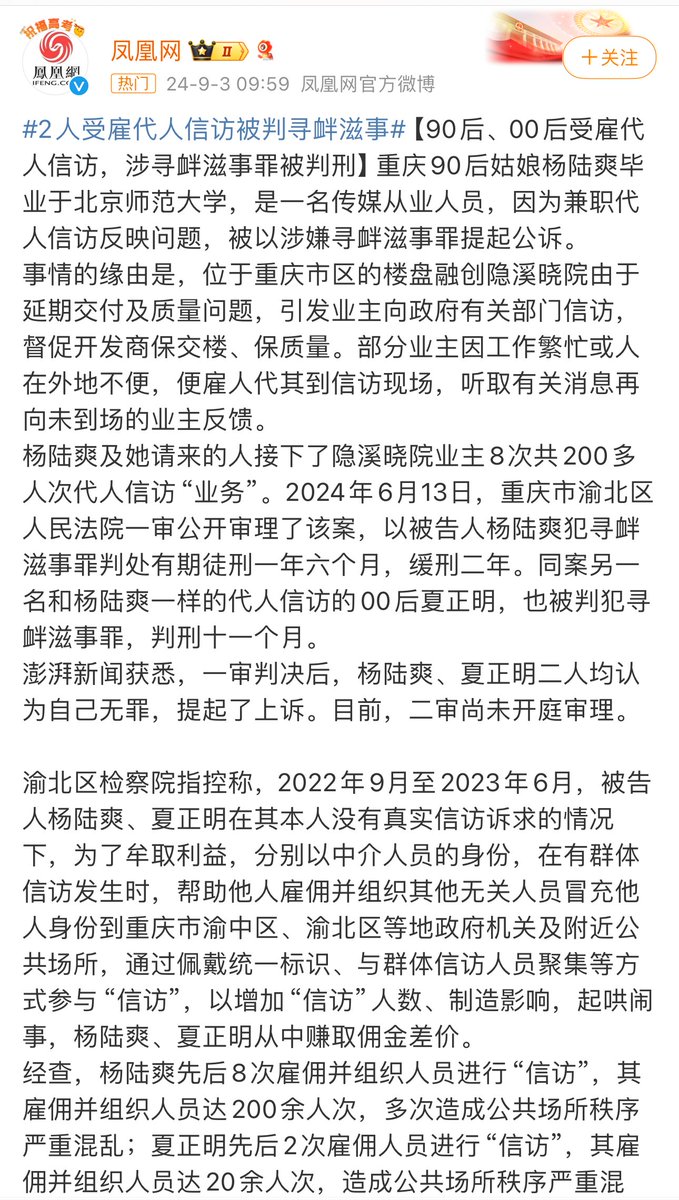 祝福高考
鳳凰網
IFENG.C
凤凰网 II
+关注
热门 24-9-3 09:59 凤凰网官方微博
#2人受雇代人信访被判寻衅滋事#【90后、00后受雇代
人信访，涉寻衅滋事罪被判刑】重庆90后姑娘杨陆爽毕
业于北京师范大学，是一名传媒从业人员，因为兼职代
人信访反映问题，被以涉嫌寻衅滋事罪提起公诉。
事情的缘由是，位于重庆市区的楼盘融创隐溪晓院由于
延期交付及质量问题，引发业主向政府有关部门信访，
督促开发商保交楼、保质量。部分业主因工作繁忙或人
在外地不便，便雇人代其到信访现场，听取有关消息再
向未到场的业主反馈。
杨陆爽及她请来的人接下了隐溪晓院业主8次共200多
人次代人信访“业务”。2024年6月13日，重庆市渝北区
人民法院一审公开审理了该案，以被告人杨陆爽犯寻衅
滋事罪判处有期徒刑一年六个月，缓刑二年。同案另一
名和杨陆爽一样的代人信访的00后夏正明，也被判犯寻
衅滋事罪，判刑十一个月。
澎湃新闻获悉，一审判决后，杨陆爽、夏正明二人均认
为自己无罪，提起了上诉。目前，二审尚未开庭审理。
渝北区检察院指控称，2022年9月至2023年6月，被告
人杨陆爽、夏正明在其本人没有真实信访诉求的情况
下，为了牟取利益，分别以中介人员的身份，在有群体
信访发生时，帮助他人雇佣并组织其他无关人员冒充他
人身份到重庆市渝中区、渝北区等地政府机关及附近公
共场所，通过佩戴统一标识、与群体信访人员聚集等方
式参与“信访”，以增加“信访”人数、制造影响，起哄闹
事，杨陆爽、夏正明从中赚取佣金差价。
经查，杨陆爽先后8次雇佣并组织人员进行“信访”，其
雇佣并组织人员达200余人次，多次造成公共场所秩序
严重混乱；夏正明先后2次雇佣人员进行“信访”，其雇
佣并组织人员达20余人次，造成公共场所秩序严重混